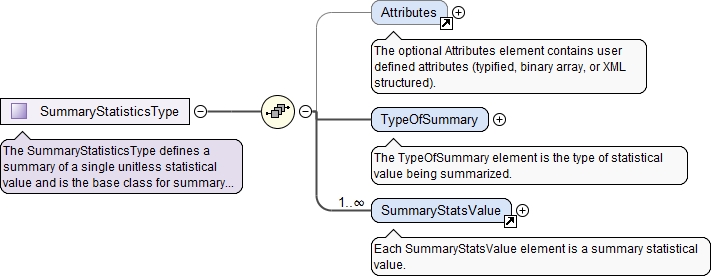 Attributes
The optional Attributes element contains user
defined attributes (typified, binary array, or XML
structured).
SummaryStatisticsType
The SummaryStatisticsType defines a
summary of a single unitless statistical
value and is the base class for summary...
TypeOfSummary
The TypeOfSummary element is the type of statistical
value being summarized.
1..∞
SummaryStatsValue
Each SummaryStatsValue element is a summary statistical
value.